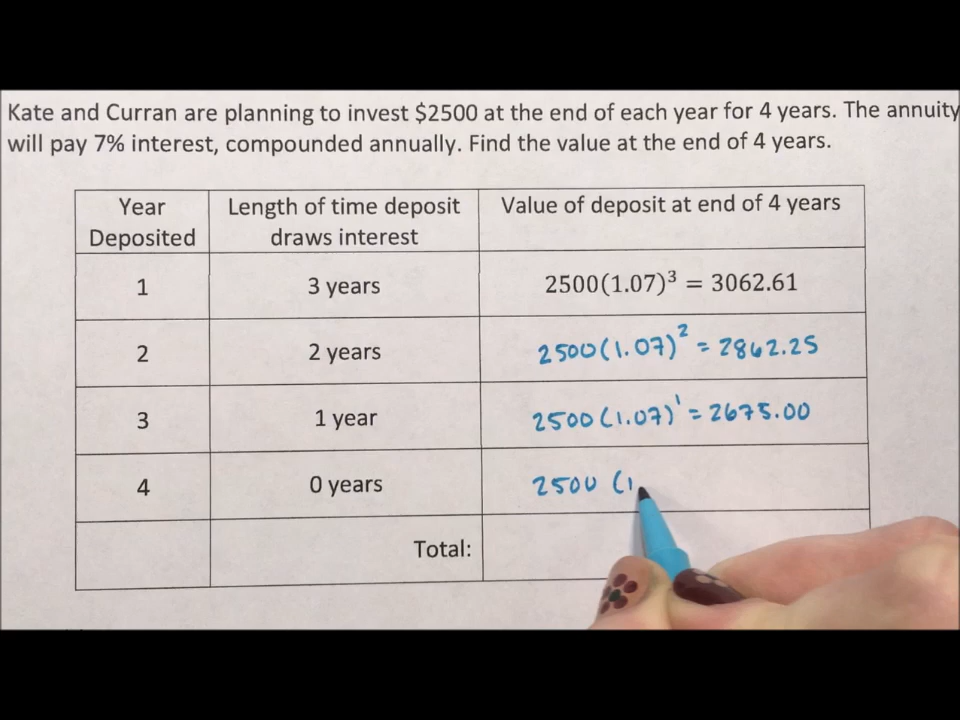 Kate and Curran are planning to invest $2500 at the end of each year for 4 years. The annuity
will pay 7% interest, compounded annually. Find the value at the end of 4 years.
Year Deposited
Length of time deposit draws interest
Value of deposit at end of 4 years
1
3 years
2500(1.07)³ = 3062.61
2
2 years
2500(1.07)² = 2862.25
3
1 year
2500(1.07)¹ = 2675.00
4
0 years
2500 (1
Total: